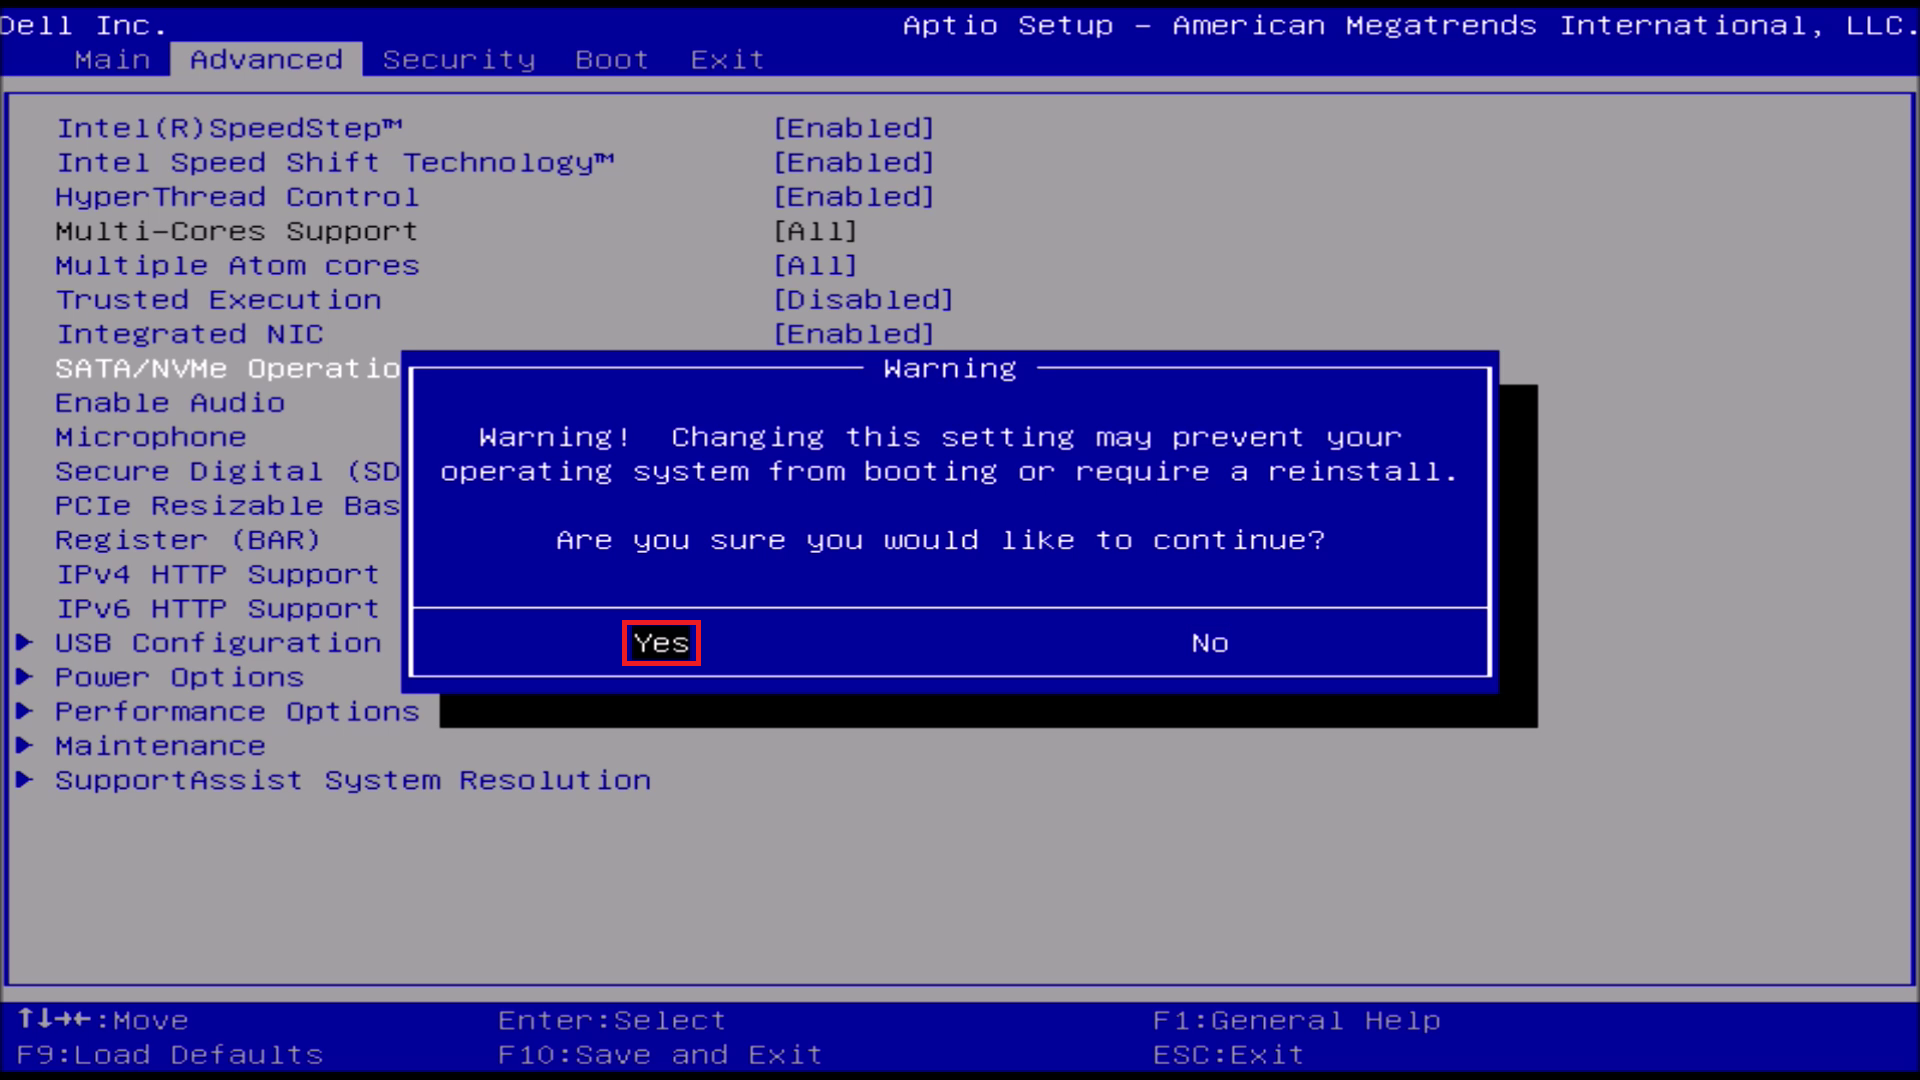 Dell Inc. Aptio Setup – American Megatrends International, LLC.
Main Advanced Security Boot Exit
Intel(R)SpeedStep™ [Enabled]
Intel Speed Shift Technology™ [Enabled]
HyperThread Control [Enabled]
Multi-Cores Support [All]
Multiple Atom cores [All]
Trusted Execution [Disabled]
Integrated NIC [Enabled]
SATA/NVMe Operatio
Enable Audio
Microphone
Secure Digital (SD
PCIe Resizable Bas
Register (BAR)
IPv4 HTTP Support
IPv6 HTTP Support
▶ USB Configuration
▶ Power Options
▶ Performance Options
▶ Maintenance
▶ SupportAssist System Resolution
Warning
Warning! Changing this setting may prevent your
operating system from booting or require a reinstall.
Are you sure you would like to continue?
Yes No
↑↓→←:Move Enter:Select F1:General Help
F9:Load Defaults F10:Save and Exit ESC:Exit